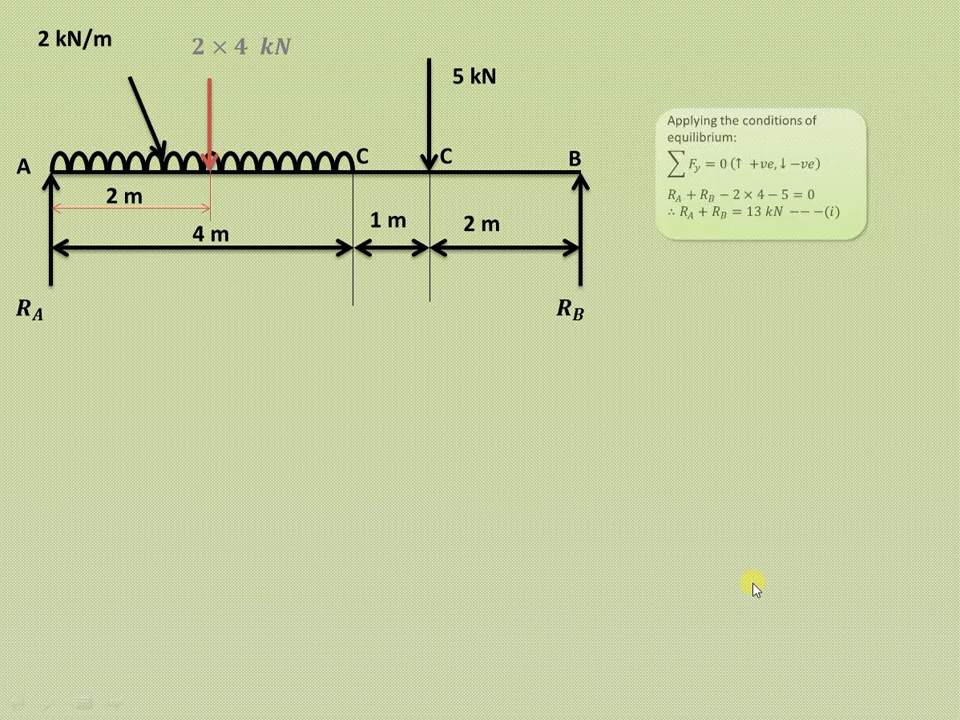 2 kN/m
2 × 4 kN
5 kN
A
C
C
B
2 m
4 m
1 m
2 m
R_A
R_B
Applying the conditions of
equilibrium:
∑ F_y = 0 (↑ +ve, ↓ −ve)
R_A + R_B − 2 × 4 − 5 = 0
∴ R_A + R_B = 13 kN −−−(i)